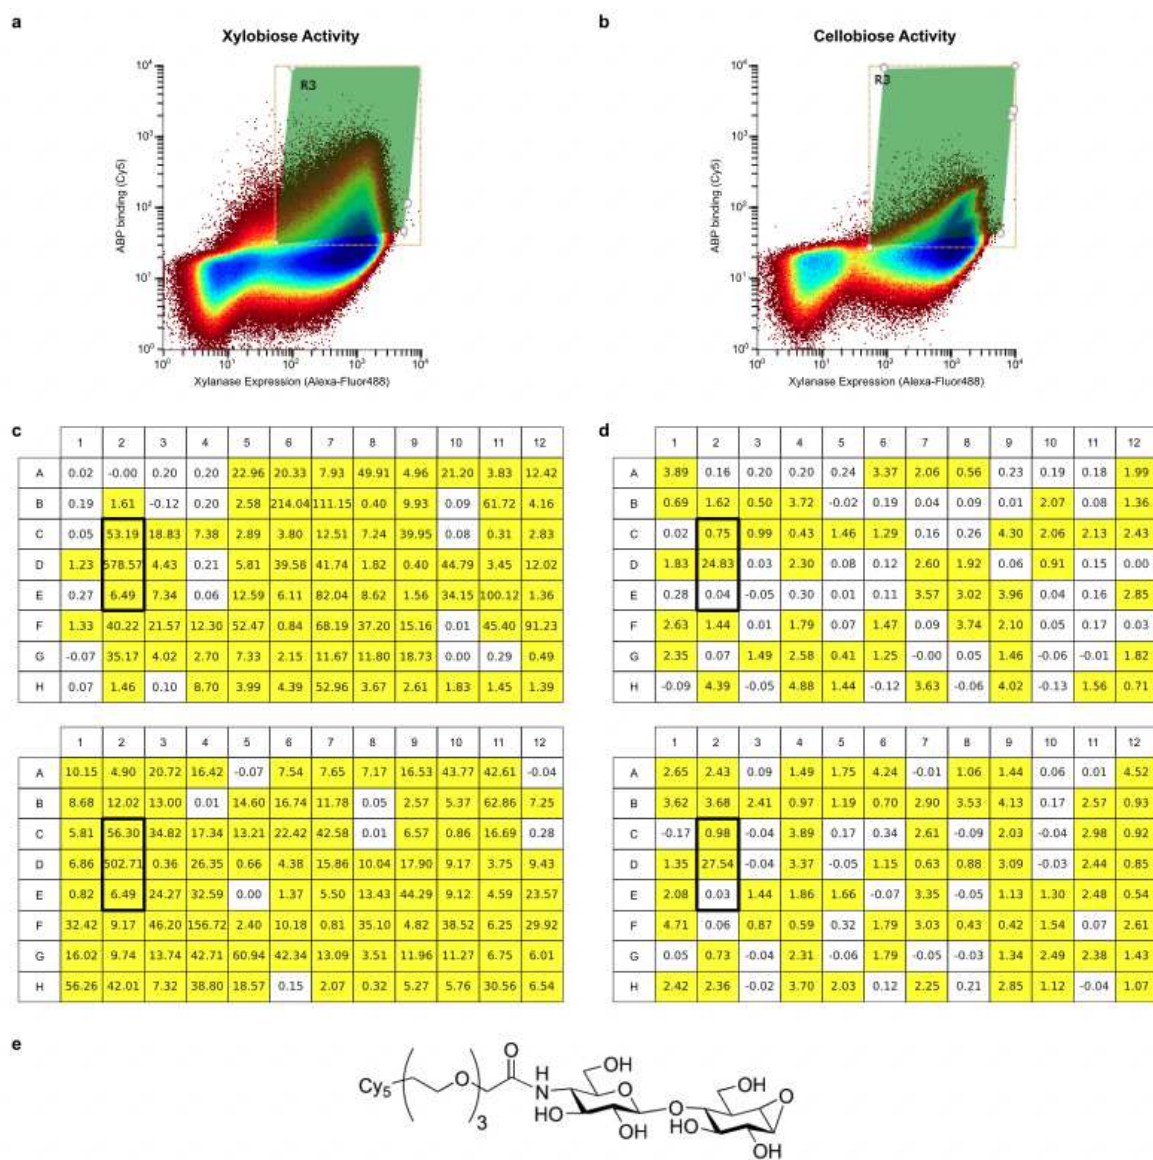 a
Xylobiose Activity
ABP binding (Cy5)
10⁴
10³
10²
10¹
10⁰
R3
10⁰ 10¹ 10² 10³ 10⁴
Xylanase Expression (Alexa-Fluor488)
b
Cellobiose Activity
ABP binding (Cy5)
10⁴
10³
10²
10¹
10⁰
R3
10⁰ 10¹ 10² 10³ 10⁴
Xylanase Expression (Alexa-Fluor488)
c
1 2 3 4 5 6 7 8 9 10 11 12
A 0.02 -0.00 0.20 0.20 22.96 20.33 7.93 49.91 4.96 21.20 3.83 12.42
B 0.19 1.61 -0.12 0.20 2.58 214.04 111.15 0.40 9.93 0.09 61.72 4.16
C 0.05 53.19 18.83 7.38 2.89 3.80 12.51 7.24 39.95 0.08 0.31 2.83
D 1.23 578.57 4.43 0.21 5.81 39.58 41.74 1.82 0.40 44.79 3.45 12.02
E 0.27 6.49 7.34 0.06 12.59 6.11 82.04 8.62 1.56 34.15 100.12 1.36
F 1.33 40.22 21.57 12.30 52.47 0.84 68.19 37.20 15.16 0.01 45.40 91.23
G -0.07 35.17 4.02 2.70 7.33 2.15 11.67 11.80 18.73 0.00 0.29 0.49
H 0.07 1.46 0.10 8.70 3.99 4.39 52.96 3.67 2.61 1.83 1.45 1.39
1 2 3 4 5 6 7 8 9 10 11 12
A 10.15 4.90 20.72 16.42 -0.07 7.54 7.65 7.17 16.53 43.77 42.61 -0.04
B 8.68 12.02 13.00 0.01 14.60 16.74 11.78 0.05 2.57 5.37 62.86 7.25
C 5.81 56.30 34.82 17.34 13.21 22.42 42.58 0.01 6.57 0.86 16.69 0.28
D 6.86 502.71 0.36 26.35 0.66 4.38 15.86 10.04 17.90 9.17 3.75 9.43
E 0.82 6.49 24.27 32.59 0.00 1.37 5.50 13.43 44.29 9.12 4.59 23.57
F 32.42 9.17 46.20 156.72 2.40 10.18 0.81 35.10 4.82 38.52 6.25 29.92
G 16.02 9.74 13.74 42.71 60.94 42.34 13.09 3.51 11.96 11.27 6.75 6.01
H 56.26 42.01 7.32 38.80 18.57 0.15 2.07 0.32 5.27 5.76 30.56 6.54
d
1 2 3 4 5 6 7 8 9 10 11 12
A 3.89 0.16 0.20 0.20 0.24 3.37 2.06 0.56 0.23 0.19 0.18 1.99
B 0.69 1.62 0.50 3.72 -0.02 0.19 0.04 0.09 0.01 2.07 0.08 1.36
C 0.02 0.75 0.99 0.43 1.46 1.29 0.16 0.26 4.30 2.06 2.13 2.43
D 1.83 24.83 0.03 2.30 0.08 0.12 2.60 1.92 0.06 0.91 0.15 0.00
E 0.28 0.04 -0.05 0.30 0.01 0.11 3.57 3.02 3.96 0.04 0.16 2.85
F 2.63 1.44 0.01 1.79 0.07 1.47 0.09 3.74 2.10 0.05 0.17 0.03
G 2.35 0.07 1.49 2.58 0.41 1.25 -0.00 0.05 1.46 -0.06 -0.01 1.82
H -0.09 4.39 -0.05 4.88 1.44 -0.12 3.63 -0.06 4.02 -0.13 1.56 0.71
1 2 3 4 5 6 7 8 9 10 11 12
A 2.65 2.43 0.09 1.49 1.75 4.24 -0.01 1.06 1.44 0.06 0.01 4.52
B 3.62 3.68 2.41 0.97 1.19 0.70 2.90 3.53 4.13 0.17 2.57 0.93
C -0.17 0.98 -0.04 3.89 0.17 0.34 2.61 -0.09 2.03 -0.04 2.98 0.92
D 1.35 27.54 -0.04 3.37 -0.05 1.15 0.63 0.88 3.09 -0.03 2.44 0.85
E 2.08 0.03 1.44 1.86 1.66 -0.07 3.35 -0.05 1.13 1.30 2.48 0.54
F 4.71 0.06 0.87 0.59 0.32 1.79 3.03 0.43 0.42 1.54 0.07 2.61
G 0.05 0.73 -0.04 2.31 -0.06 1.79 -0.05 -0.03 1.34 2.49 2.38 1.43
H 2.42 2.36 -0.02 3.70 2.03 0.12 2.25 0.21 2.85 1.12 -0.04 1.07
e
Cy5 O 3 O H N OH O HO OH O OH O HO OH